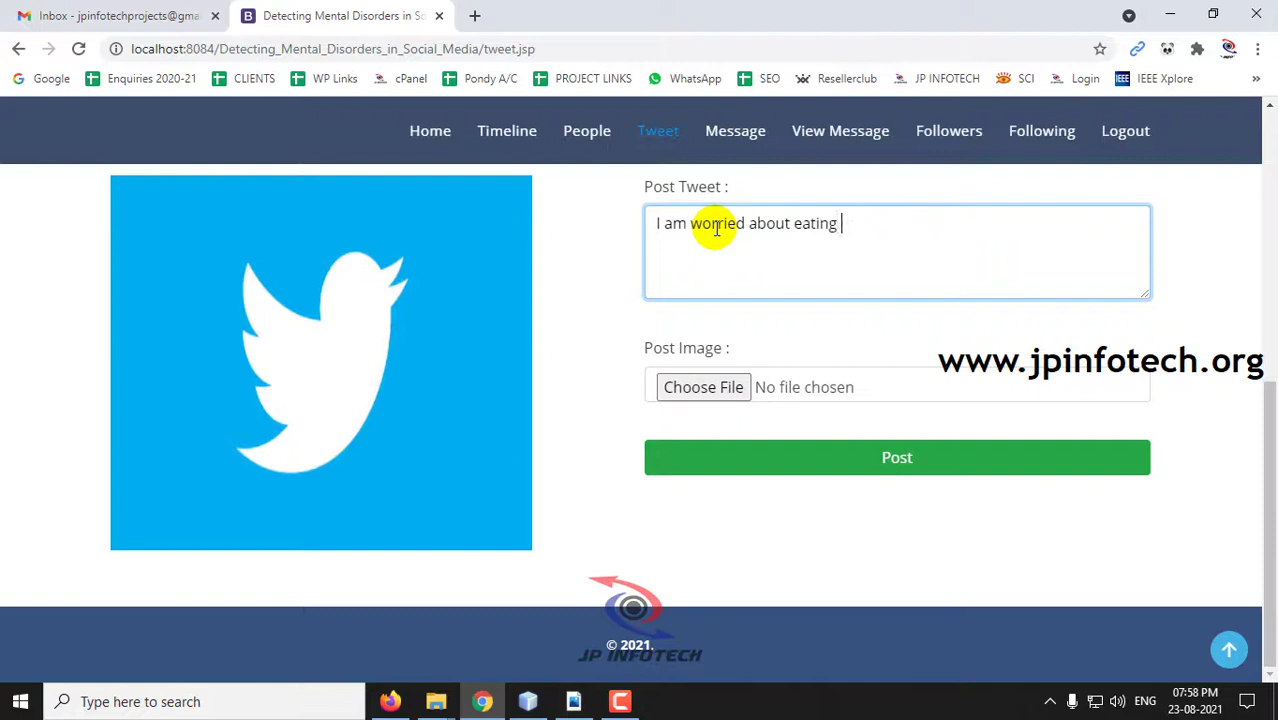 Inbox - jpinfotechprojects@gma
Detecting Mental Disorders in So
localhost:8084/Detecting_Mental_Disorders_in_Social_Media/tweet.jsp
Google Enquiries 2020-21 CLIENTS WP Links cPanel Pondy A/C PROJECT LINKS WhatsApp SEO Resellerclub JP INFOTECH SCI Login IEEE Xplore »
Home Timeline People Tweet Message View Message Followers Following Logout
Post Tweet :
I am worried about eating
Post Image :
www.jpinfotech.org
Choose File No file chosen
Post
© 2021.
JP INFOTECH
Type here to search
ENG
07:58 PM
23-08-2021